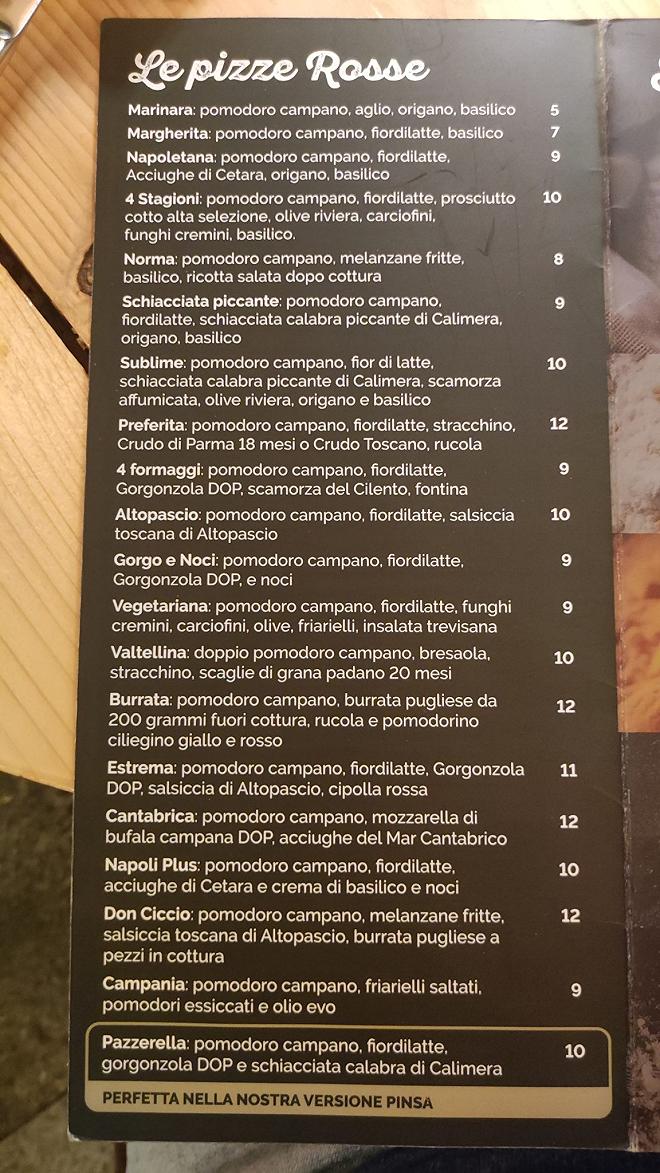 Le pizze Rosse
Marinara: pomodoro campano, aglio, origano, basilico 5
Margherita: pomodoro campano, fiordilatte, basilico 7
Napoletana: pomodoro campano, fiordilatte, 9
Acciughe di Cetara, origano, basilico
4 Stagioni: pomodoro campano, fiordilatte, prosciutto 10
cotto alta selezione, olive riviera, carciofini,
funghi cremini, basilico.
Norma: pomodoro campano, melanzane fritte, 8
basilico, ricotta salata dopo cottura
Schiacciata piccante: pomodoro campano, 9
fiordilatte, schiacciata calabra piccante di Calimera,
origano, basilico
Sublime: pomodoro campano, fior di latte, 10
schiacciata calabra piccante di Calimera, scamorza
affumicata, olive riviera, origano e basilico
Preferita: pomodoro campano, fiordilatte, stracchino, 12
Crudo di Parma 18 mesi o Crudo Toscano, rucola
4 formaggi: pomodoro campano, fiordilatte, 9
Gorgonzola DOP, scamorza del Cilento, fontina
Altopascio: pomodoro campano, fiordilatte, salsiccia 10
toscana di Altopascio
Gorgo e Noci: pomodoro campano, fiordilatte, 9
Gorgonzola DOP, e noci
Vegetariana: pomodoro campano, fiordilatte, funghi 9
cremini, carciofini, olive, friarielli, insalata trevisana
Valtellina: doppio pomodoro campano, bresaola, 10
stracchino, scaglie di grana padano 20 mesi
Burrata: pomodoro campano, burrata pugliese da 12
200 grammi fuori cottura, rucola e pomodorino
ciliegino giallo e rosso
Estrema: pomodoro campano, fiordilatte, Gorgonzola 11
DOP, salsiccia di Altopascio, cipolla rossa
Cantabrica: pomodoro campano, mozzarella di 12
bufala campana DOP, acciughe del Mar Cantabrico
Napoli Plus: pomodoro campano, fiordilatte, 10
acciughe di Cetara e crema di basilico e noci
Don Ciccio: pomodoro campano, melanzane fritte, 12
salsiccia toscana di Altopascio, burrata pugliese a
pezzi in cottura
Campania: pomodoro campano, friarielli saltati, 9
pomodori essiccati e olio evo
Pazzerella: pomodoro campano, fiordilatte, 10
gorgonzola DOP e schiacciata calabra di Calimera
PERFETTA NELLA NOSTRA VERSIONE PINSA